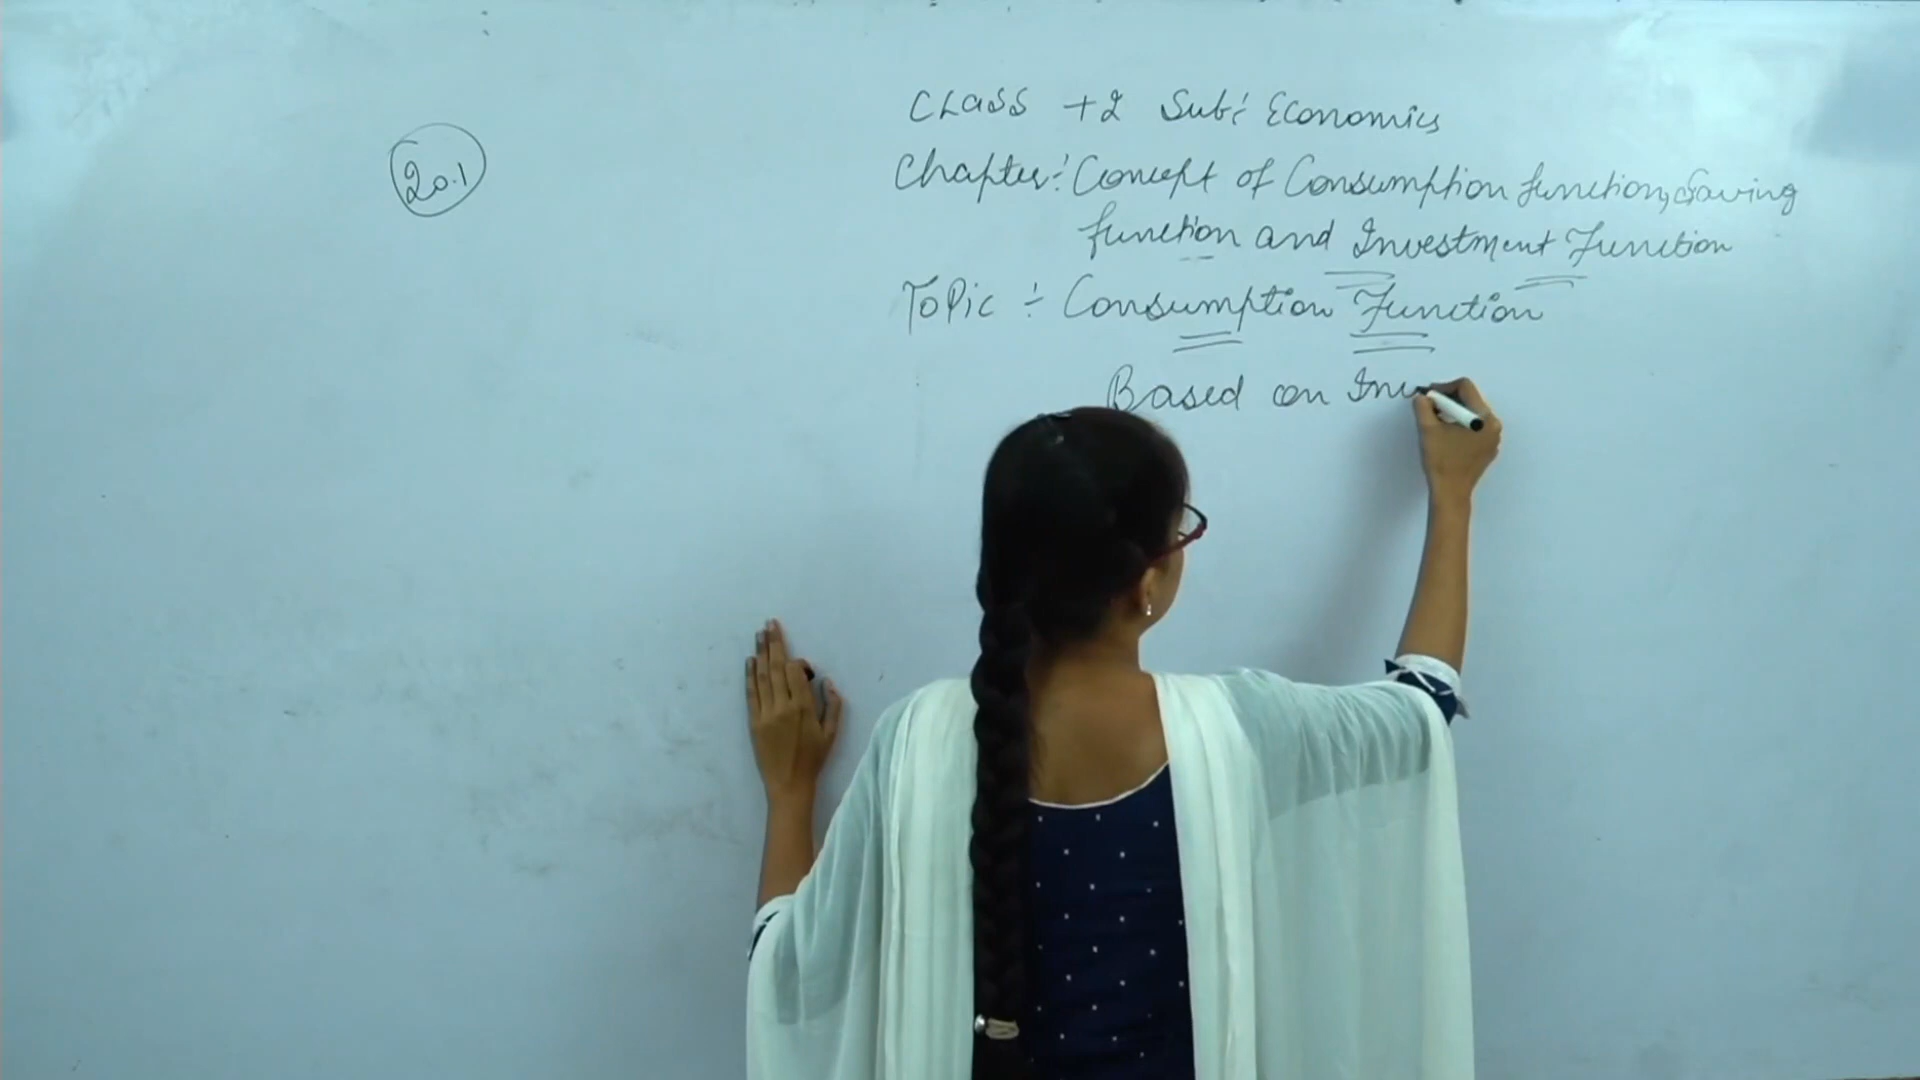 20.1
Class +2 Sub: Economics
Chapter: Concept of Consumption function, Saving
function and Investment Function
Topic : Consumption Function
Based on